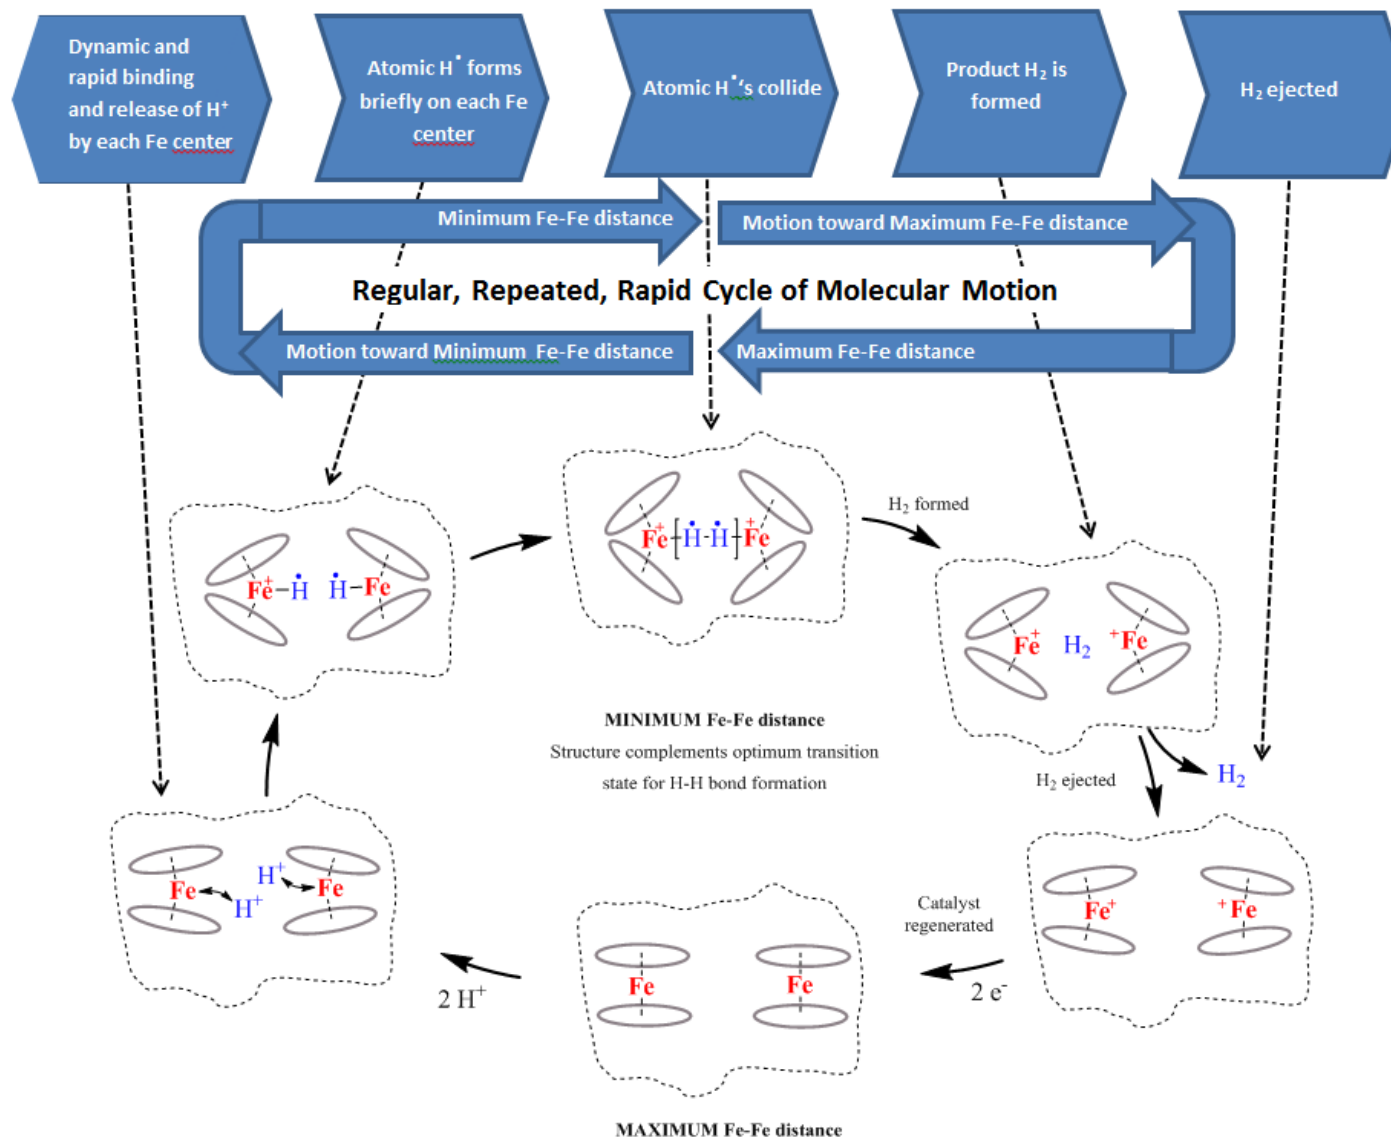 Dynamic and
rapid binding
and release of H⁺
by each Fe center
Atomic H• forms
briefly on each Fe
center
Atomic H•'s collide
Product H₂ is
formed
H₂ ejected
Minimum Fe-Fe distance
Motion toward Maximum Fe-Fe distance
Regular, Repeated, Rapid Cycle of Molecular Motion
Motion toward Minimum Fe-Fe distance
Maximum Fe-Fe distance
Fe⁺–Ḣ Ḣ–Fe
Fe⁺–[Ḣ-Ḣ]–Fe⁺
H₂ formed
Fe⁺ H₂ ⁺Fe
MINIMUM Fe-Fe distance
Structure complements optimum transition
state for H-H bond formation
H₂ ejected
H₂
Fe H⁺ H⁺ Fe
Fe Fe
Fe⁺ ⁺Fe
Catalyst
regenerated
2 H⁺
2 e⁻
MAXIMUM Fe-Fe distance